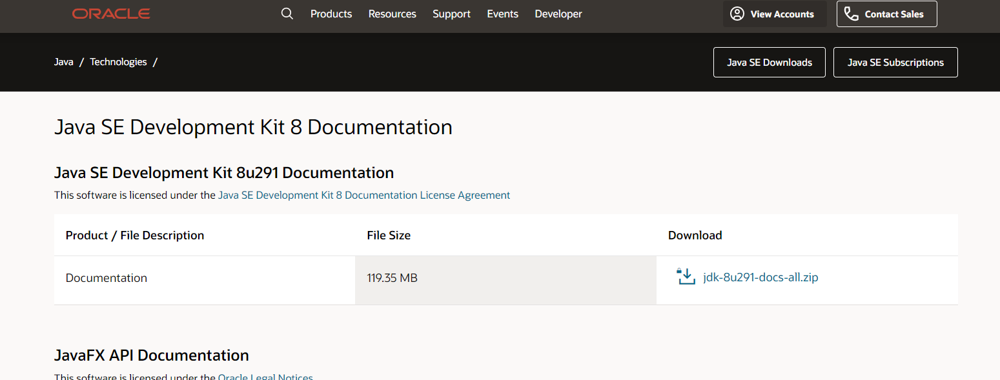 ORACLE
Products Resources Support Events Developer
View Accounts
Contact Sales
Java / Technologies /
Java SE Downloads
Java SE Subscriptions
Java SE Development Kit 8 Documentation
Java SE Development Kit 8u291 Documentation
This software is licensed under the Java SE Development Kit 8 Documentation License Agreement
Product / File Description File Size Download
Documentation 119.35 MB jdk-8u291-docs-all.zip
JavaFX API Documentation
This software is licensed under the Oracle Legal Notices